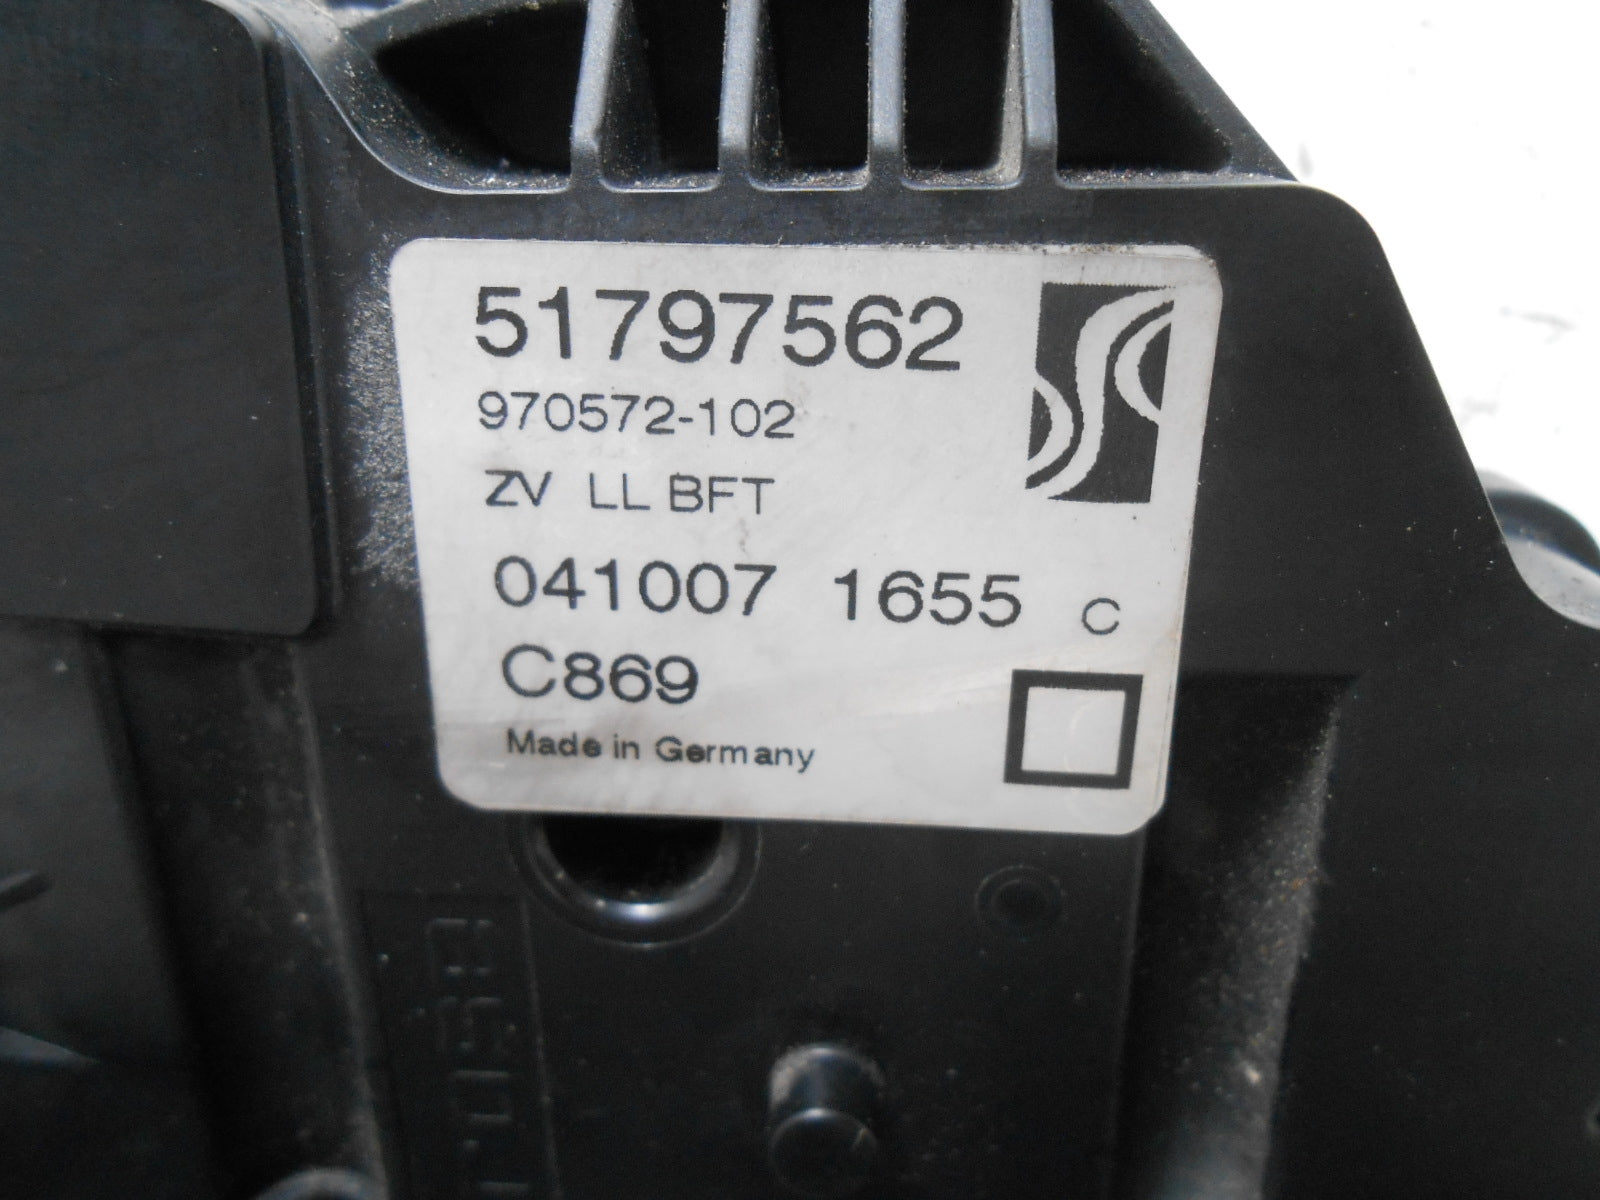 51797562
970572-102
ZV LL BFT
041007 1655 C
C869
Made in Germany